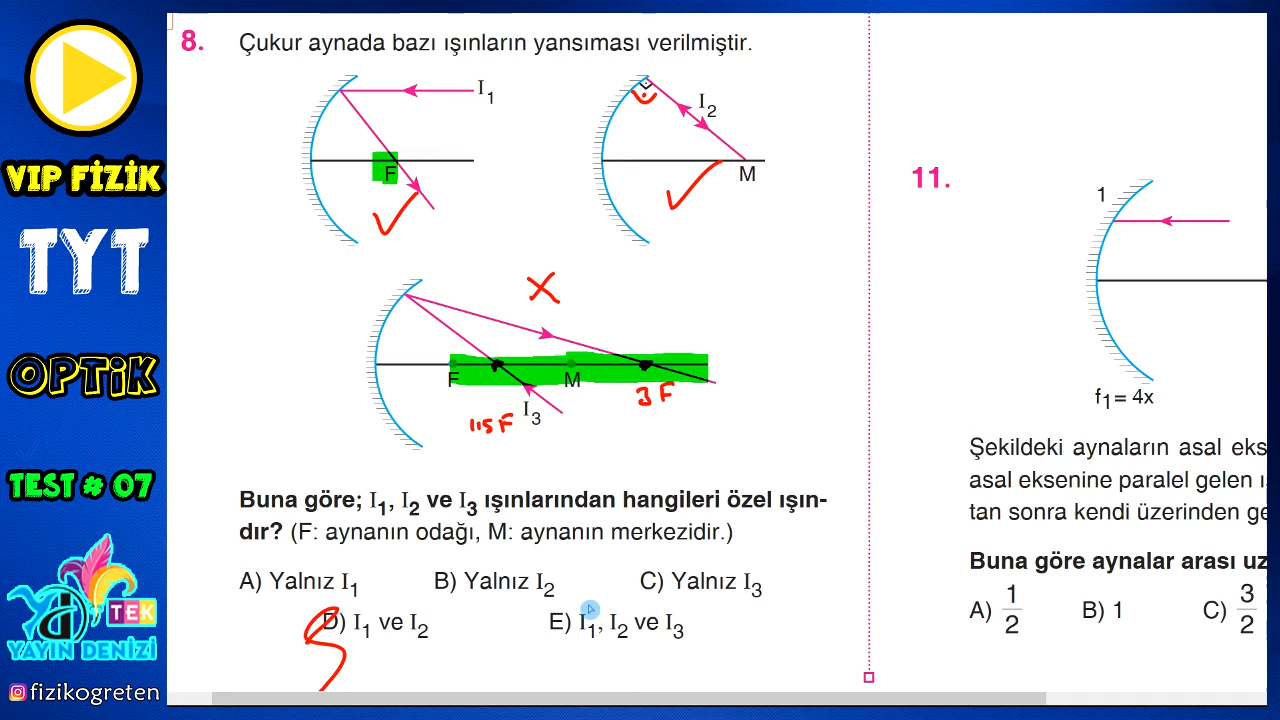 VIP FİZİK
TYT
OPTİK
TEST # 07
TEK
YAYIN DENİZİ
fizikogreten
8. Çukur aynada bazı ışınların yansıması verilmiştir.
I1
F
I2
M
F
M
I3
1,5F
3F
Buna göre; I1, I2 ve I3 ışınlarından hangileri özel ışın-
dır? (F: aynanın odağı, M: aynanın merkezidir.)
A) Yalnız I1 B) Yalnız I2 C) Yalnız I3
D) I1 ve I2 E) I1, I2 ve I3
11.
1
f1 = 4x
Şekildeki aynaların asal eks
asal eksenine paralel gelen ı
tan sonra kendi üzerinden ge
Buna göre aynalar arası uz
A) 1/2 B) 1 C) 3/2